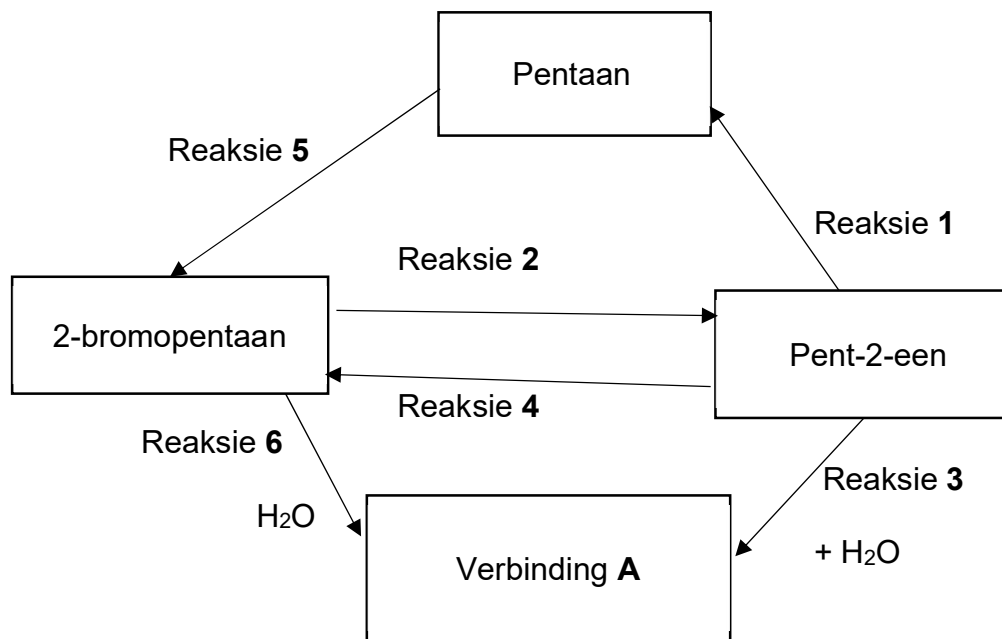 Pentaan
Reaksie 5
Reaksie 1
Reaksie 2
2-bromopentaan
Pent-2-een
Reaksie 4
Reaksie 6
Reaksie 3
H₂O
+ H₂O
Verbinding A